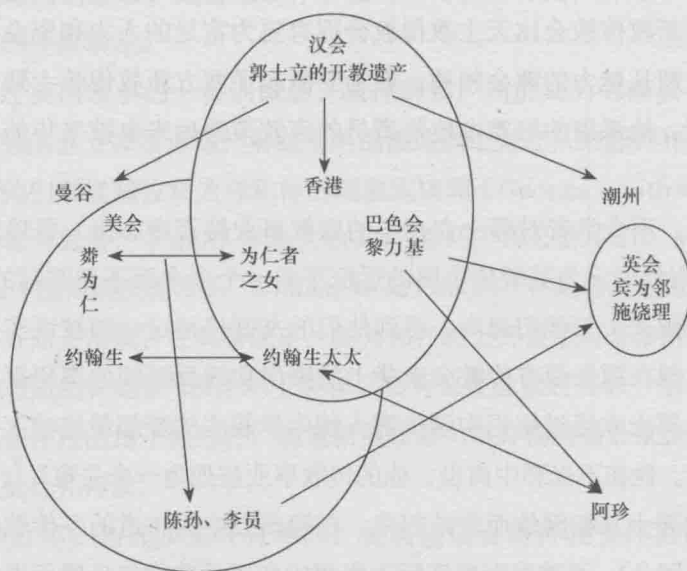 汉会
郭士立的开教遗产
曼谷
香港
潮州
美会
巴色会
黎力基
粦为仁
为仁者之女
英会
宾为邻
施饶理
约翰生
约翰生太太
陈孙、李员
阿珍